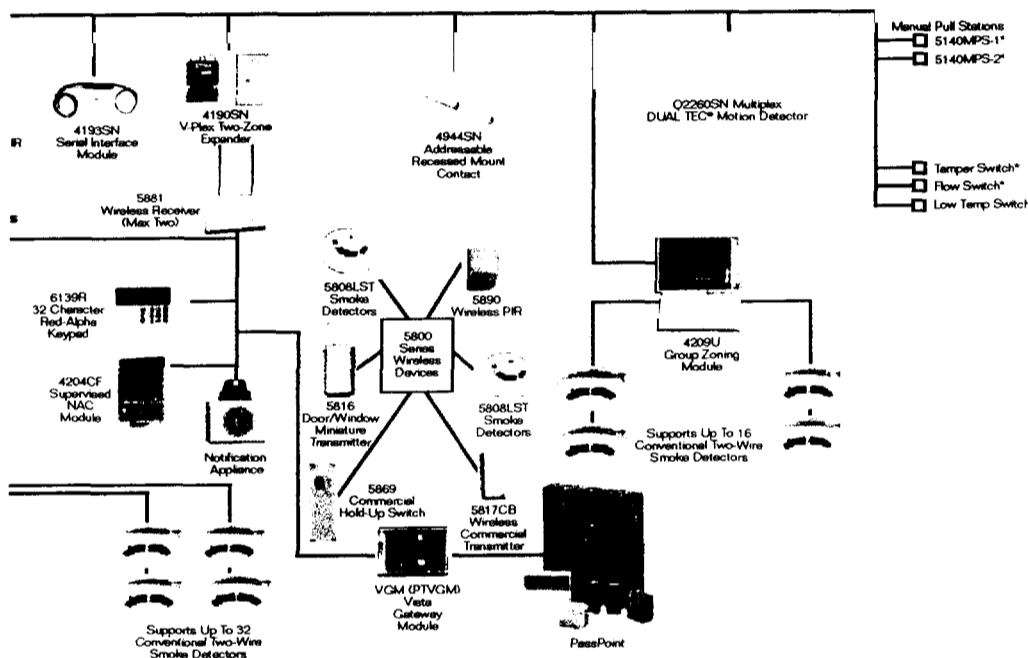 Manual Pull Stations
5140MPS-1*
5140MPS-2*
4193SN
Serial Interface
Module
4190SN
V-Plex Two-Zone
Expander
4944SN
Addressable
Recessed Mount
Contact
Q2260SN Multiplex
DUAL TEC® Motion Detector
IR
s
Tamper Switch*
Flow Switch*
Low Temp Switch
5881
Wireless Receiver
(Max Two)
6139R
32 Character
Red-Alpha
Keypad
4204CF
Supervised
NAC
Module
Notification
Appliance
5808LST
Smoke
Detectors
5890
Wireless PIR
5800
Series
Wireless
Devices
5816
Door/Window
Miniature
Transmitter
5808LST
Smoke
Detectors
5869
Commercial
Hold-Up Switch
5817CB
Wireless
Commercial
Transmitter
4209U
Group Zoning
Module
Supports Up To 16
Conventional Two-Wire
Smoke Detectors
VGM (PTVGM)
Vista
Gateway
Module
PassPoint
Supports Up To 32
Conventional Two-Wire
Smoke Detectors